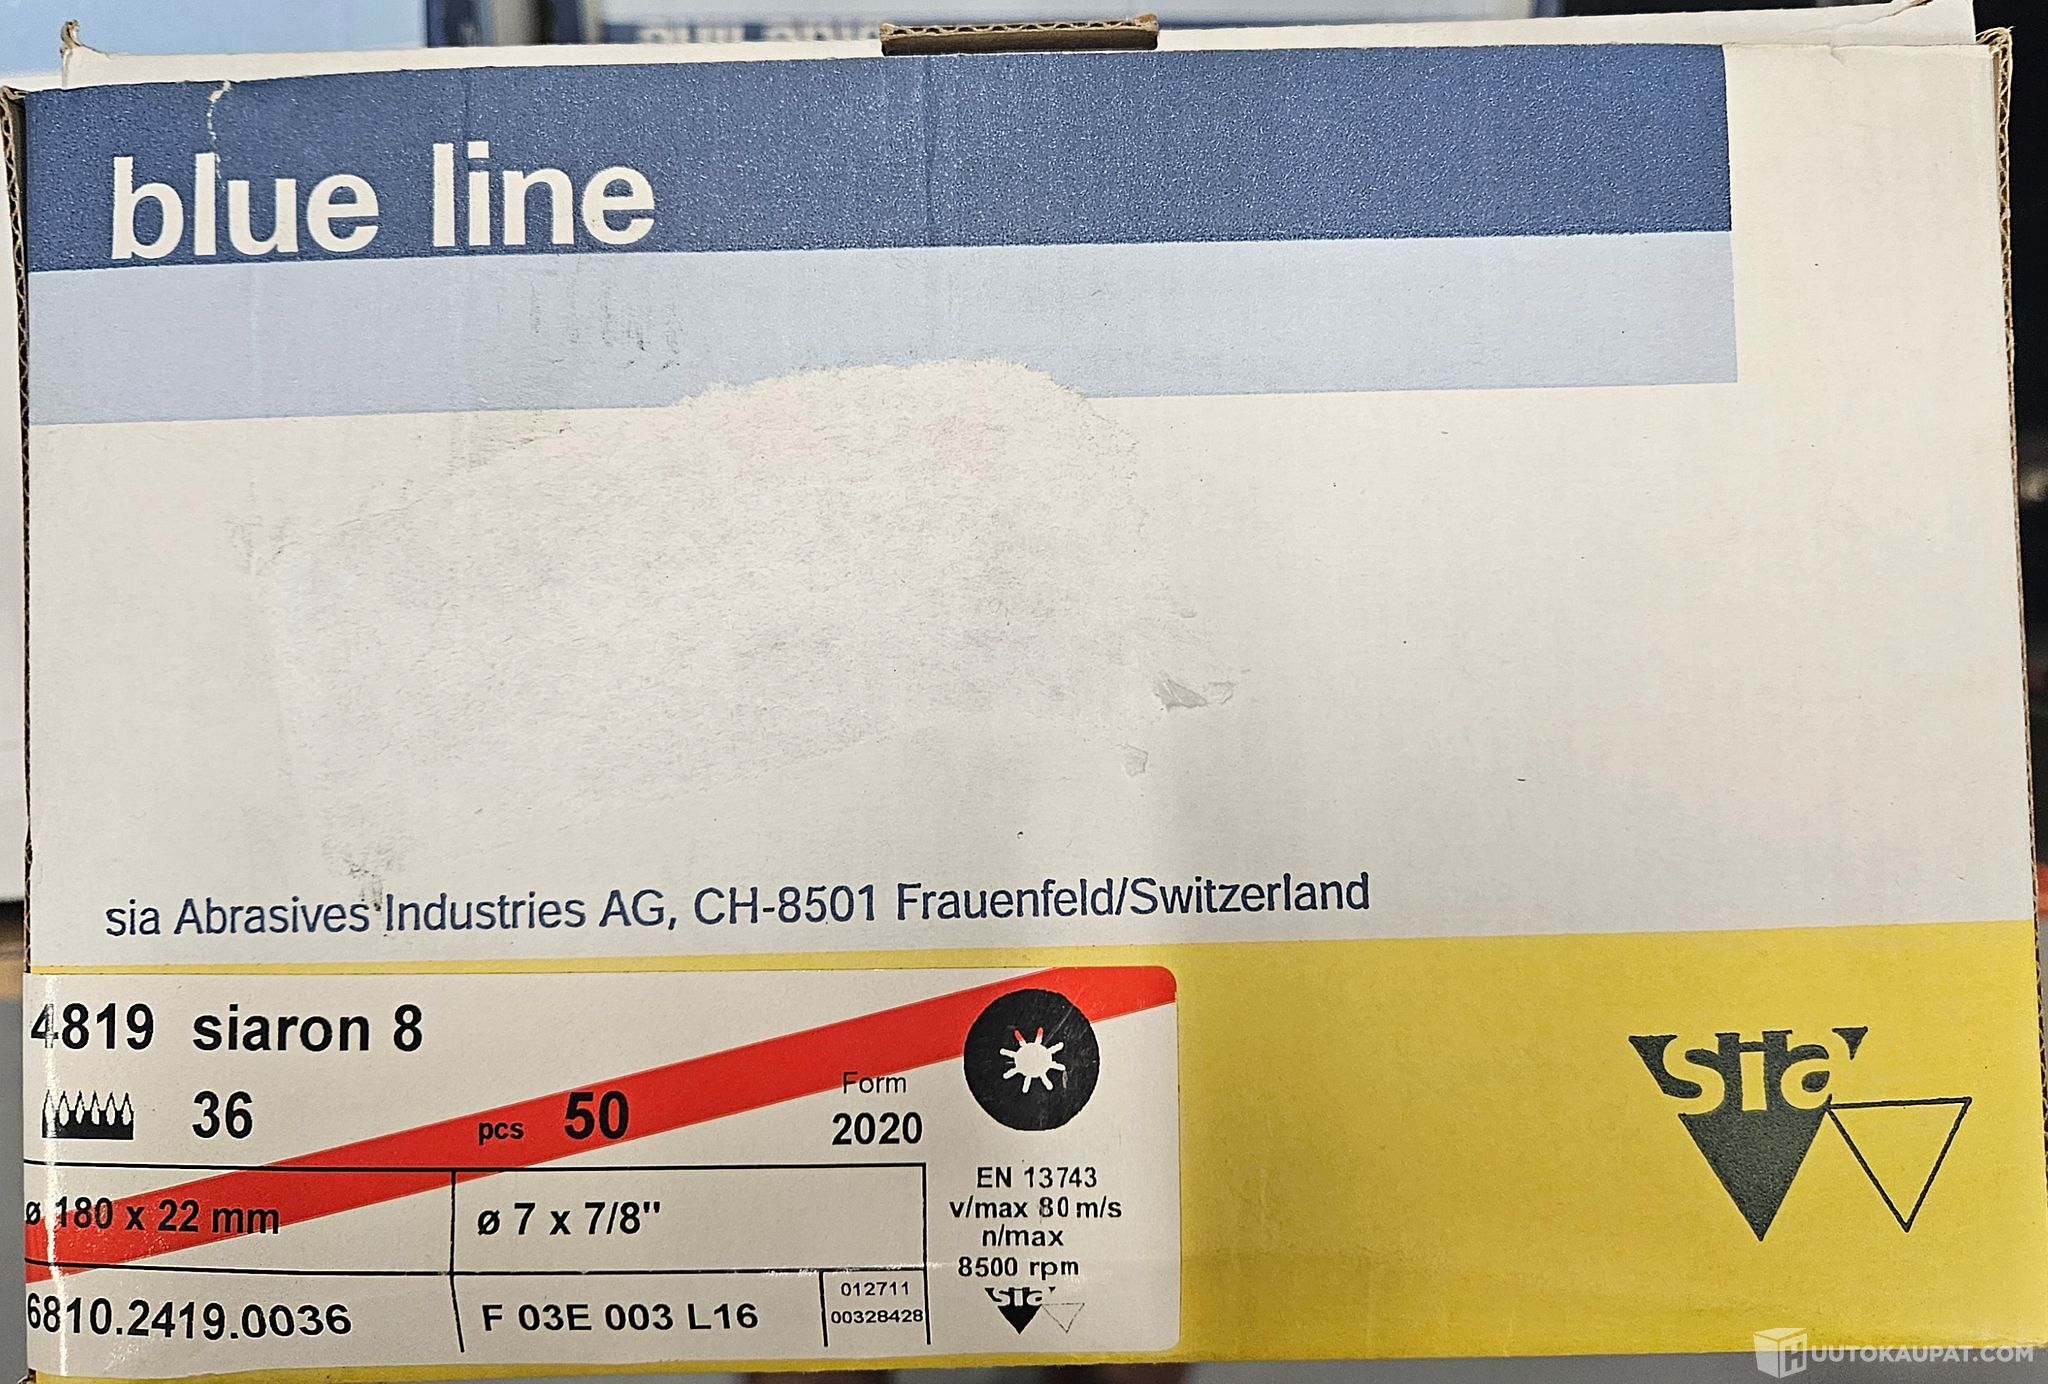 blue line
sia Abrasives Industries AG, CH-8501 Frauenfeld/Switzerland
4819 siaron 8
36 pcs 50
Form
2020
ø 180 x 22 mm
ø 7 x 7/8"
6810.2419.0036
F 03E 003 L16
012711
00328428
EN 13743
v/max 80 m/s
n/max
8500 rpm
sia
sia
HUUTOKAUPAT.COM